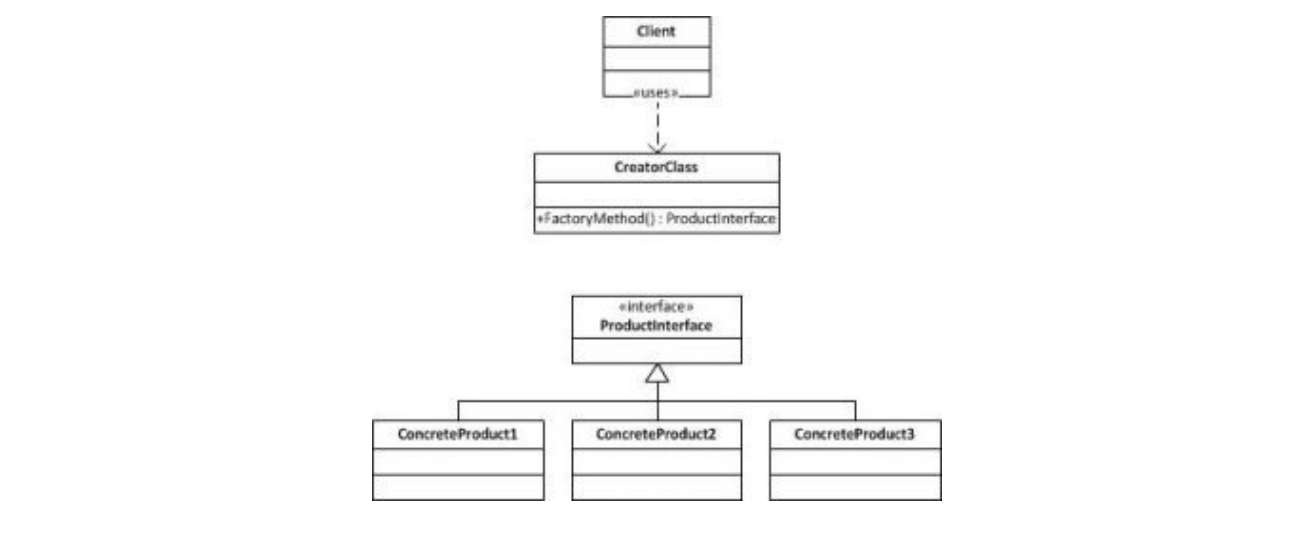 Client
«uses»
CreatorClass
+FactoryMethod() : ProductInterface
«interface»
ProductInterface
ConcreteProduct1
ConcreteProduct2
ConcreteProduct3